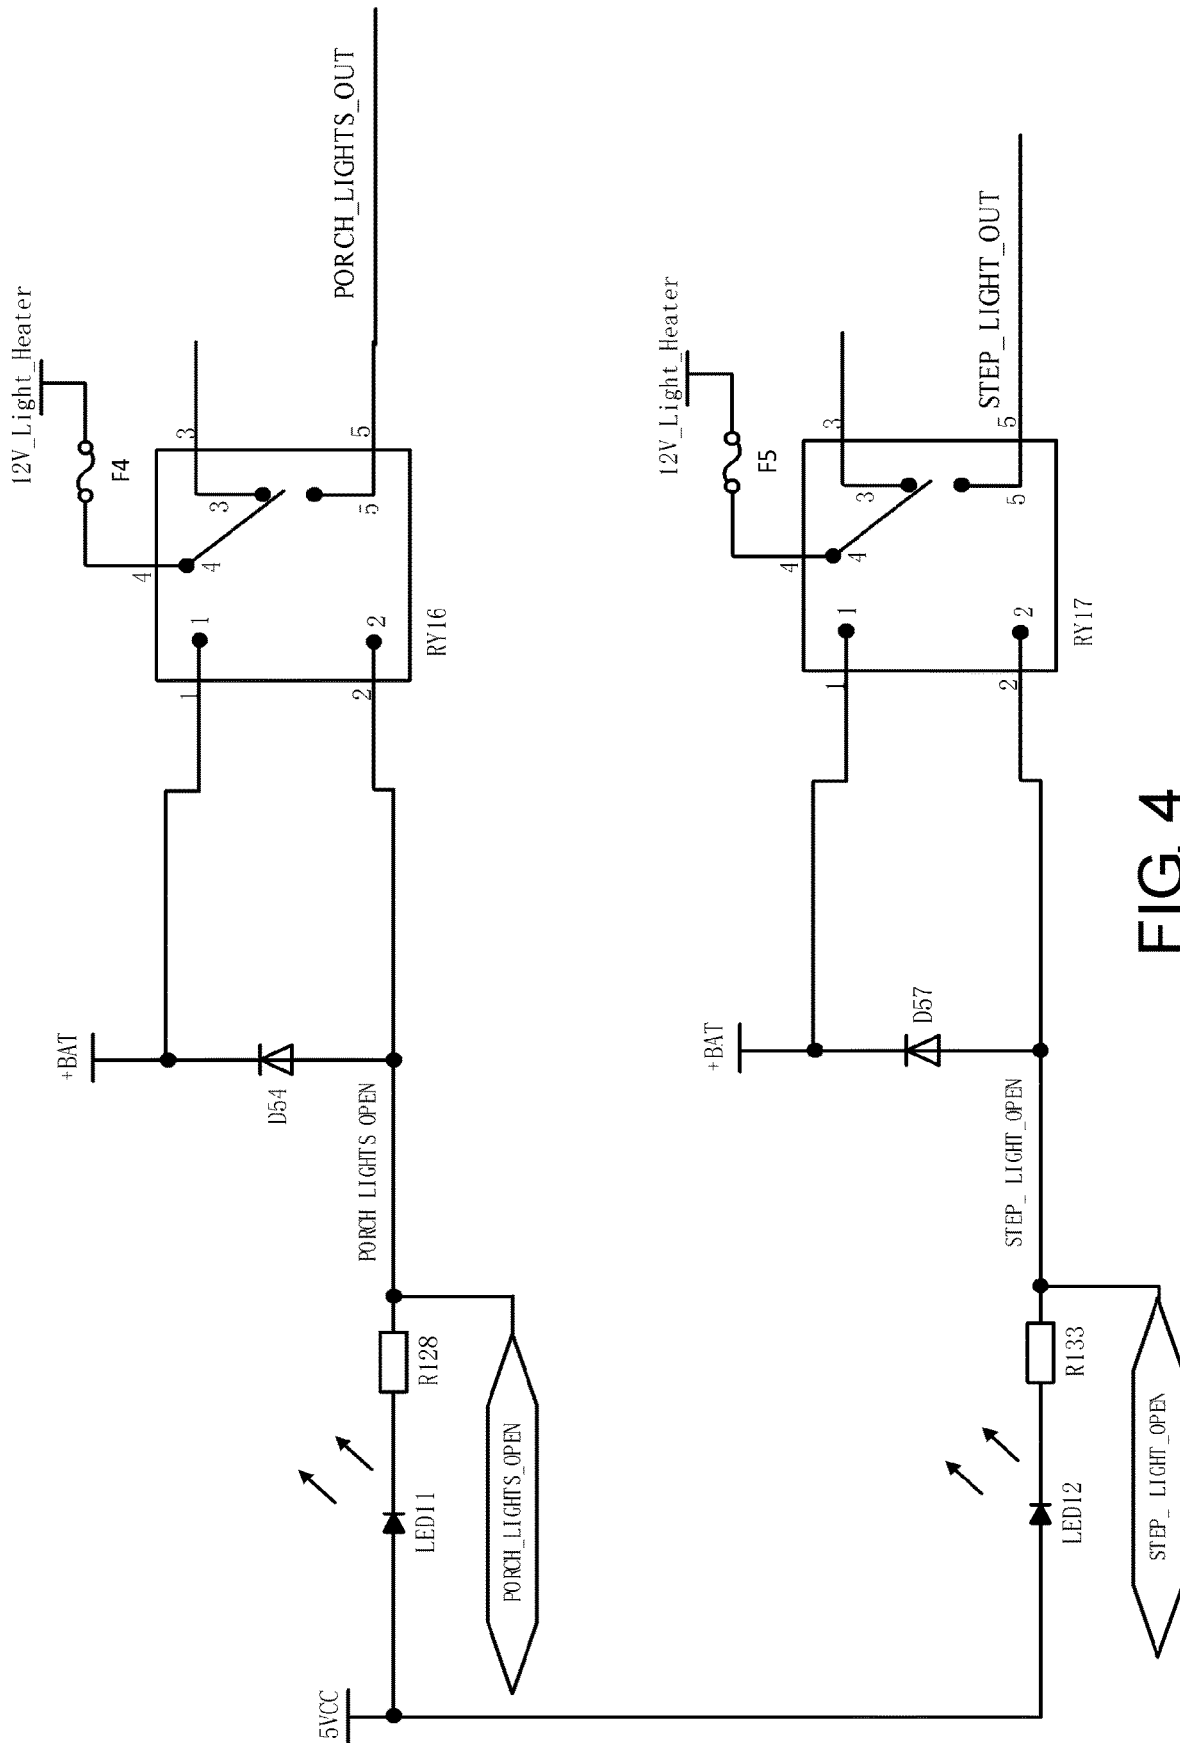 12V_Light_Heater
F4
PORCH_LIGHTS_OUT
+BAT
D54
1
1
2
2
4
4
3
3
5
5
RY16
PORCH LIGHTS OPEN
5VCC
LED11
R128
PORCH_LIGHTS_OPEN
12V_Light_Heater
F5
STEP_LIGHT_OUT
+BAT
D57
1
1
2
2
4
4
3
3
5
5
RY17
STEP_ LIGHT_OPEN
LED12
R133
STEP_ LIGHT_OPEN
FIG. 4